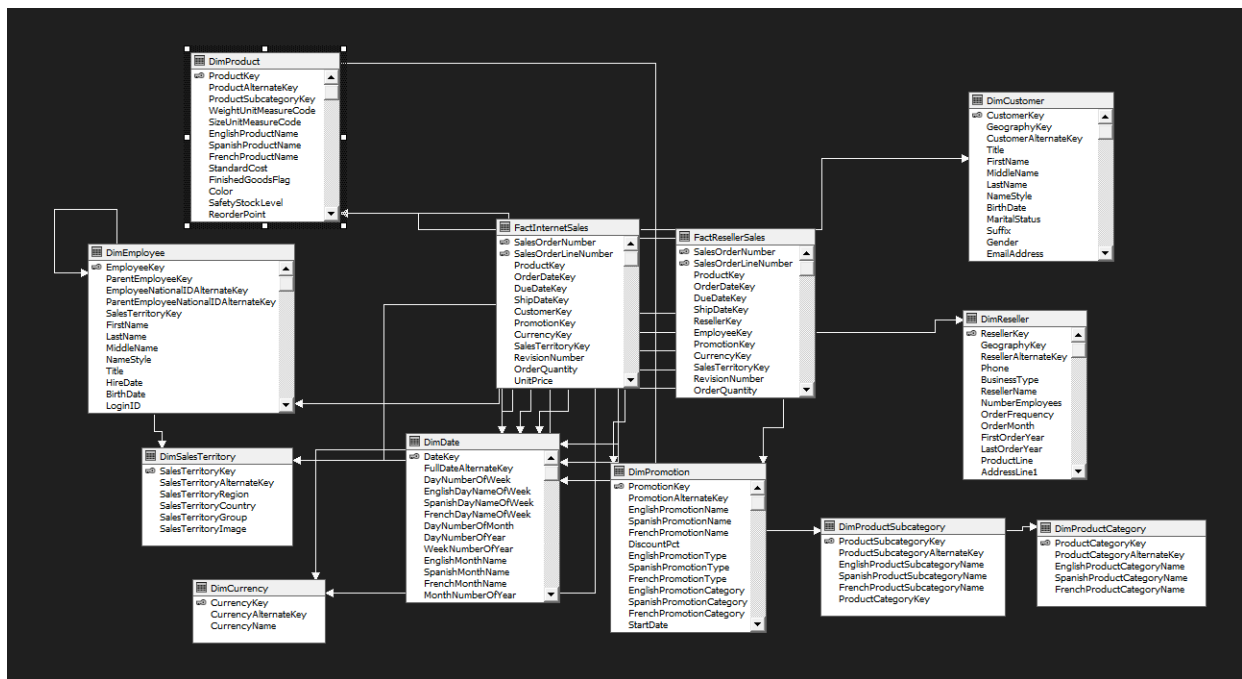 DimProduct
ProductKey
ProductAlternateKey
ProductSubcategoryKey
WeightUnitMeasureCode
SizeUnitMeasureCode
EnglishProductName
SpanishProductName
FrenchProductName
StandardCost
FinishedGoodsFlag
Color
SafetyStockLevel
ReorderPoint
DimCustomer
CustomerKey
GeographyKey
CustomerAlternateKey
Title
FirstName
MiddleName
LastName
NameStyle
BirthDate
MaritalStatus
Suffix
Gender
EmailAddress
DimEmployee
EmployeeKey
ParentEmployeeKey
EmployeeNationalIDAlternateKey
ParentEmployeeNationalIDAlternateKey
SalesTerritoryKey
FirstName
LastName
MiddleName
NameStyle
Title
HireDate
BirthDate
LoginID
FactInternetSales
SalesOrderNumber
SalesOrderLineNumber
ProductKey
OrderDateKey
DueDateKey
ShipDateKey
CustomerKey
PromotionKey
CurrencyKey
SalesTerritoryKey
RevisionNumber
OrderQuantity
UnitPrice
FactResellerSales
SalesOrderNumber
SalesOrderLineNumber
ProductKey
OrderDateKey
DueDateKey
ShipDateKey
ResellerKey
EmployeeKey
PromotionKey
CurrencyKey
SalesTerritoryKey
RevisionNumber
OrderQuantity
DimReseller
ResellerKey
GeographyKey
ResellerAlternateKey
Phone
BusinessType
ResellerName
NumberEmployees
OrderFrequency
OrderMonth
FirstOrderYear
LastOrderYear
ProductLine
AddressLine1
DimSalesTerritory
SalesTerritoryKey
SalesTerritoryAlternateKey
SalesTerritoryRegion
SalesTerritoryCountry
SalesTerritoryGroup
SalesTerritoryImage
DimDate
DateKey
FullDateAlternateKey
DayNumberOfWeek
EnglishDayNameOfWeek
SpanishDayNameOfWeek
FrenchDayNameOfWeek
DayNumberOfMonth
DayNumberOfYear
WeekNumberOfYear
EnglishMonthName
SpanishMonthName
FrenchMonthName
MonthNumberOfYear
DimPromotion
PromotionKey
PromotionAlternateKey
EnglishPromotionName
SpanishPromotionName
FrenchPromotionName
DiscountPct
EnglishPromotionType
SpanishPromotionType
FrenchPromotionType
EnglishPromotionCategory
SpanishPromotionCategory
FrenchPromotionCategory
StartDate
DimProductSubcategory
ProductSubcategoryKey
ProductSubcategoryAlternateKey
EnglishProductSubcategoryName
SpanishProductSubcategoryName
FrenchProductSubcategoryName
ProductCategoryKey
DimProductCategory
ProductCategoryKey
ProductCategoryAlternateKey
EnglishProductCategoryName
SpanishProductCategoryName
FrenchProductCategoryName
DimCurrency
CurrencyKey
CurrencyAlternateKey
CurrencyName